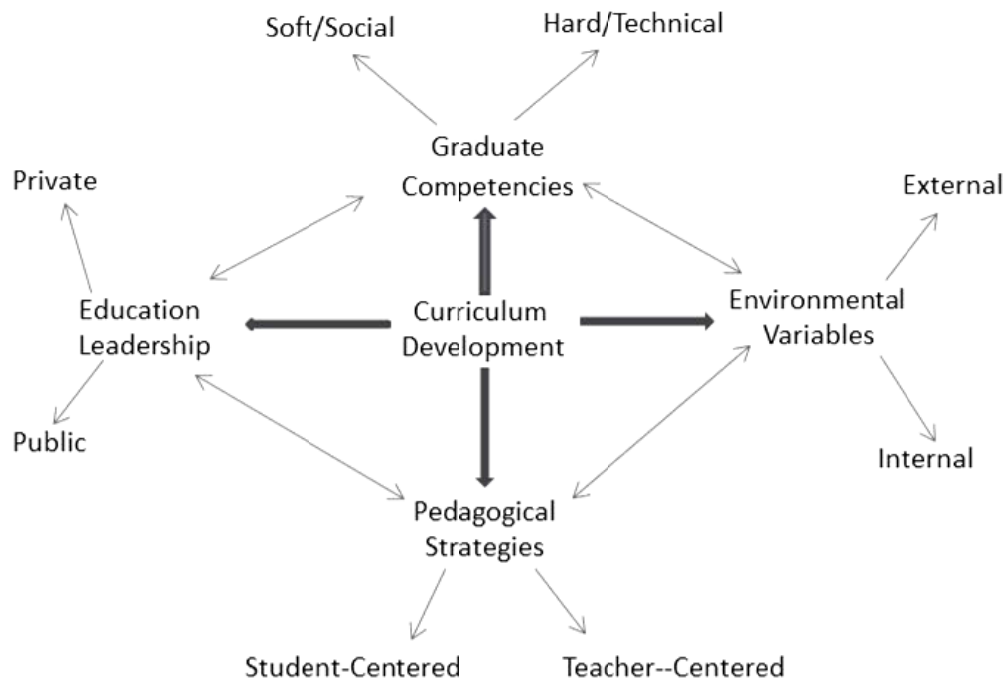 Soft/Social
Hard/Technical
Graduate
Competencies
Private
External
Education
Leadership
Curriculum
Development
Environmental
Variables
Public
Internal
Pedagogical
Strategies
Student-Centered
Teacher--Centered